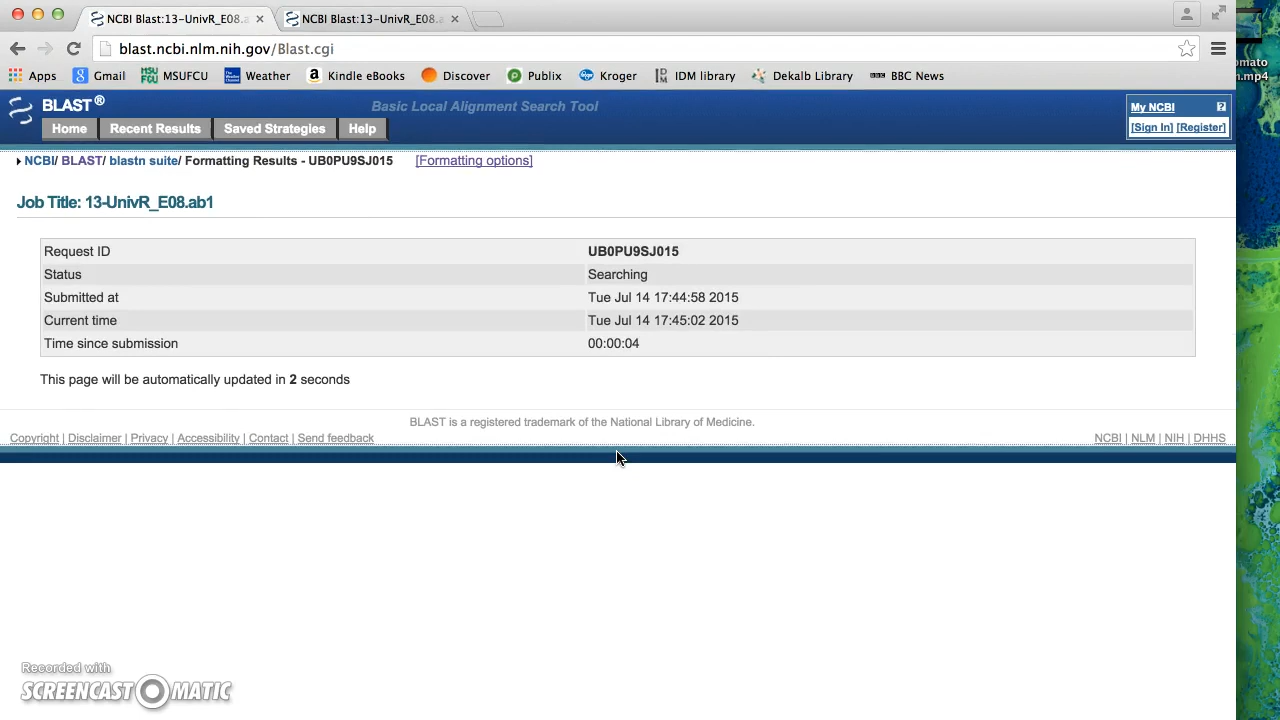 NCBI Blast:13-UnivR_E08.a
NCBI Blast:13-UnivR_E08.a
blast.ncbi.nlm.nih.gov/Blast.cgi
Apps Gmail MSUFCU Weather Kindle eBooks Discover Publix Kroger IDM library Dekalb Library BBC News
omato
n.mp4
BLAST® Basic Local Alignment Search Tool
My NCBI ?
[Sign In] [Register]
Home Recent Results Saved Strategies Help
NCBI/ BLAST/ blastn suite/ Formatting Results - UB0PU9SJ015 [Formatting options]
Job Title: 13-UnivR_E08.ab1
Request ID UB0PU9SJ015
Status Searching
Submitted at Tue Jul 14 17:44:58 2015
Current time Tue Jul 14 17:45:02 2015
Time since submission 00:00:04
This page will be automatically updated in 2 seconds
BLAST is a registered trademark of the National Library of Medicine.
Copyright | Disclaimer | Privacy | Accessibility | Contact | Send feedback NCBI | NLM | NIH | DHHS
Recorded with
SCREENCAST-O-MATIC